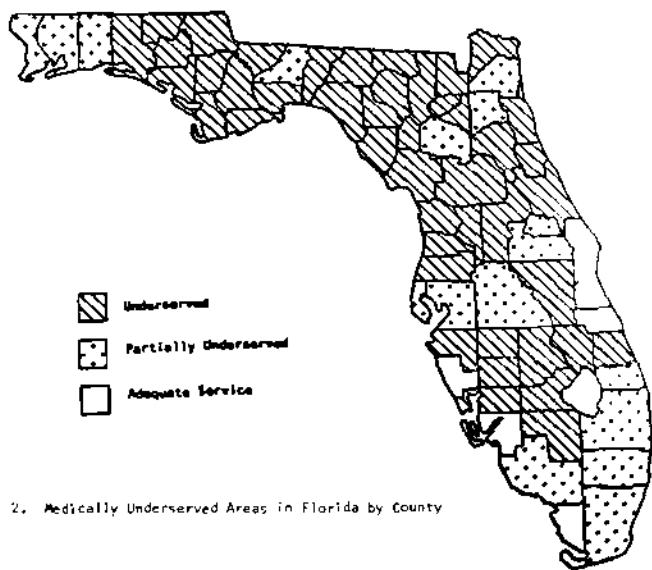 Underserved
Partially Underserved
Adequate Service
2. Medically Underserved Areas in Florida by County